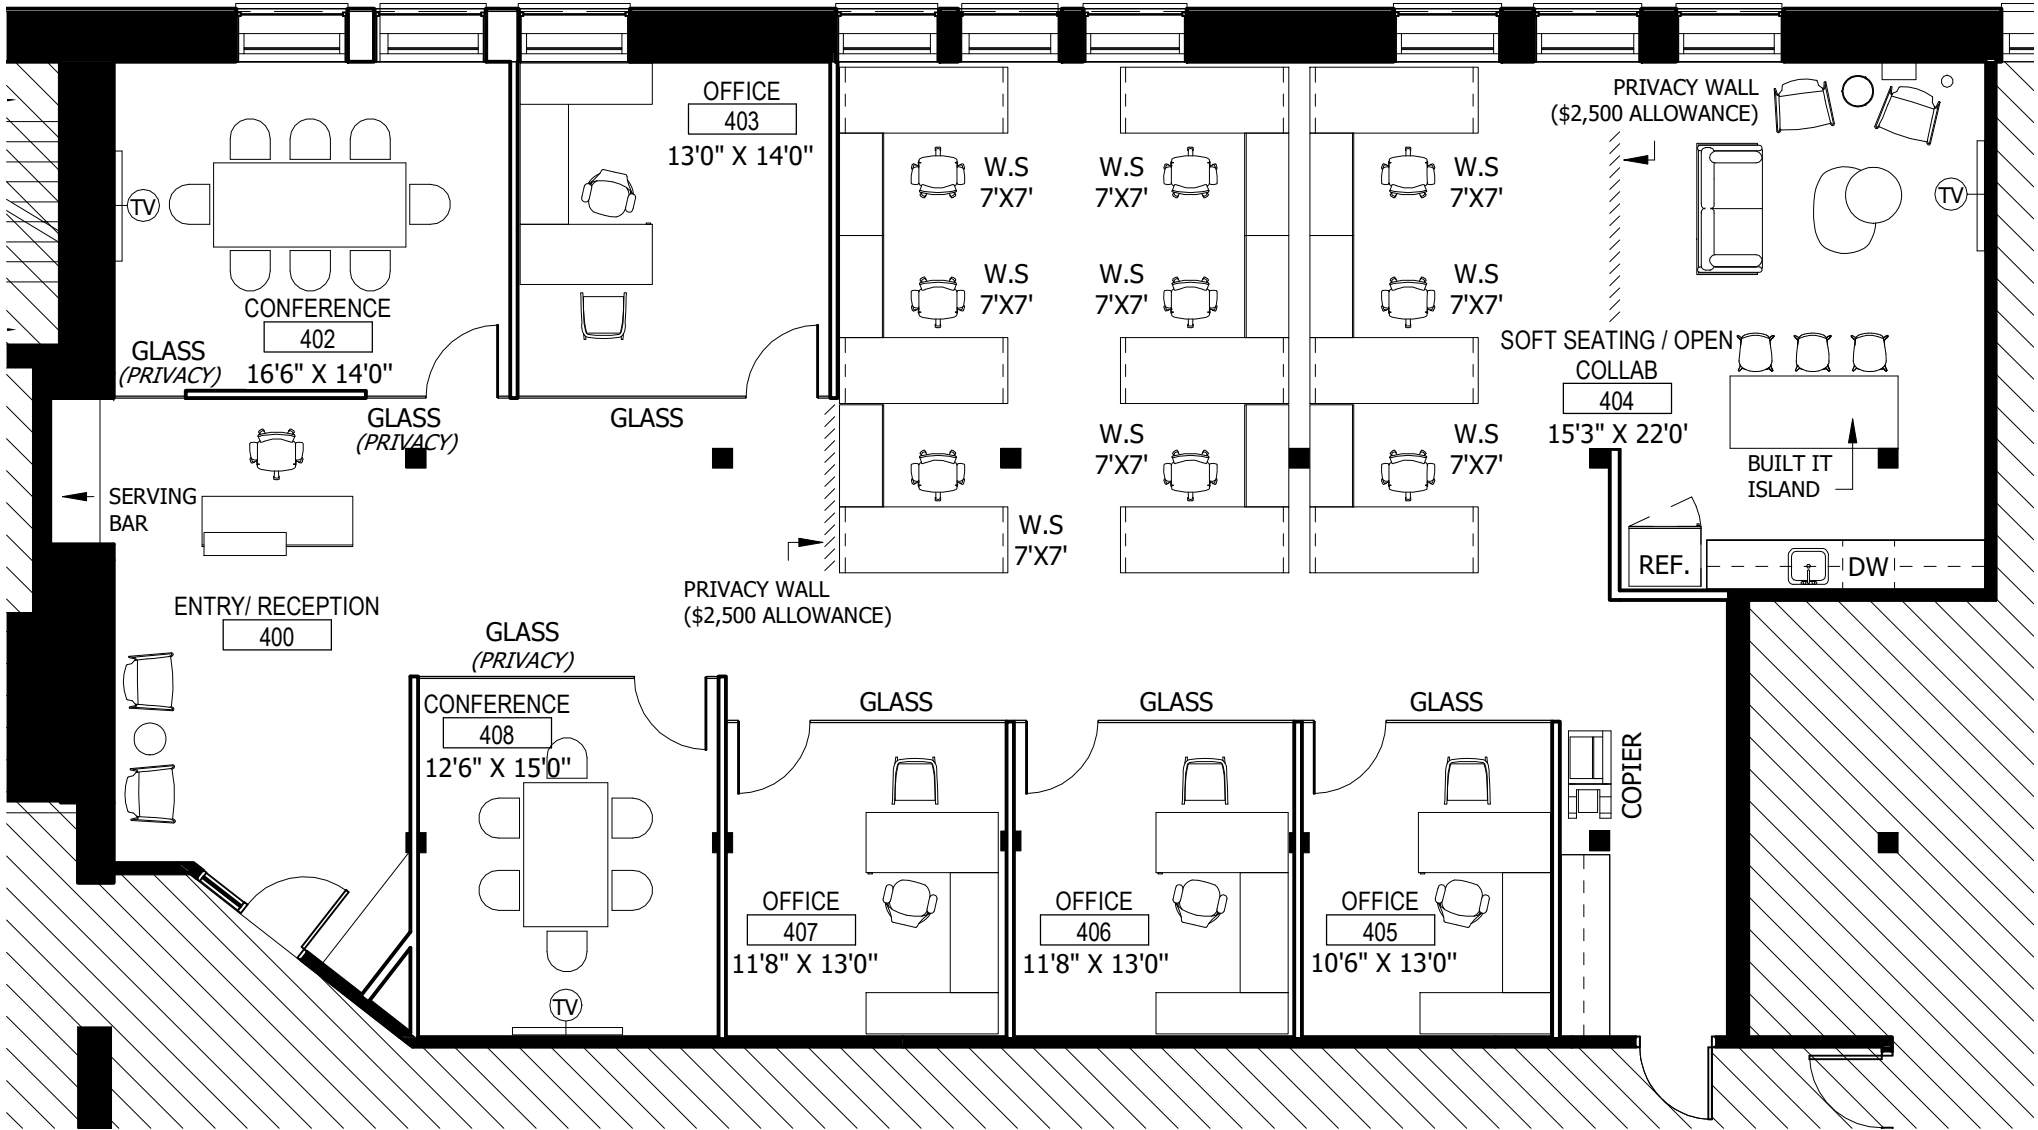 OFFICE
403
13'0" X 14'0"
PRIVACY WALL
($2,500 ALLOWANCE)
TV
CONFERENCE
402
16'6" X 14'0"
GLASS
(PRIVACY)
GLASS
(PRIVACY)
GLASS
W.S
7'X7'
W.S
7'X7'
W.S
7'X7'
W.S
7'X7'
W.S
7'X7'
W.S
7'X7'
W.S
7'X7'
W.S
7'X7'
W.S
7'X7'
TV
SOFT SEATING / OPEN
COLLAB
404
15'3" X 22'0'
BUILT IT
ISLAND
REF.
DW
SERVING
BAR
ENTRY/ RECEPTION
400
PRIVACY WALL
($2,500 ALLOWANCE)
GLASS
(PRIVACY)
CONFERENCE
408
12'6" X 15'0"
TV
GLASS
GLASS
GLASS
OFFICE
407
11'8" X 13'0"
OFFICE
406
11'8" X 13'0"
OFFICE
405
10'6" X 13'0"
COPIER